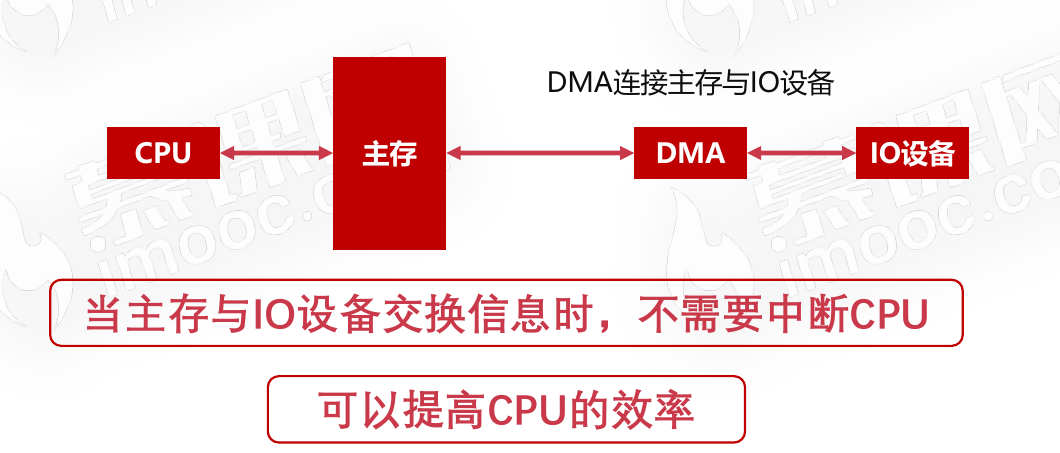 DMA连接主存与IO设备
CPU
主存
DMA
IO设备
慕课网
imooc.com
慕课网
imooc.co
当主存与IO设备交换信息时，不需要中断CPU
可以提高CPU的效率